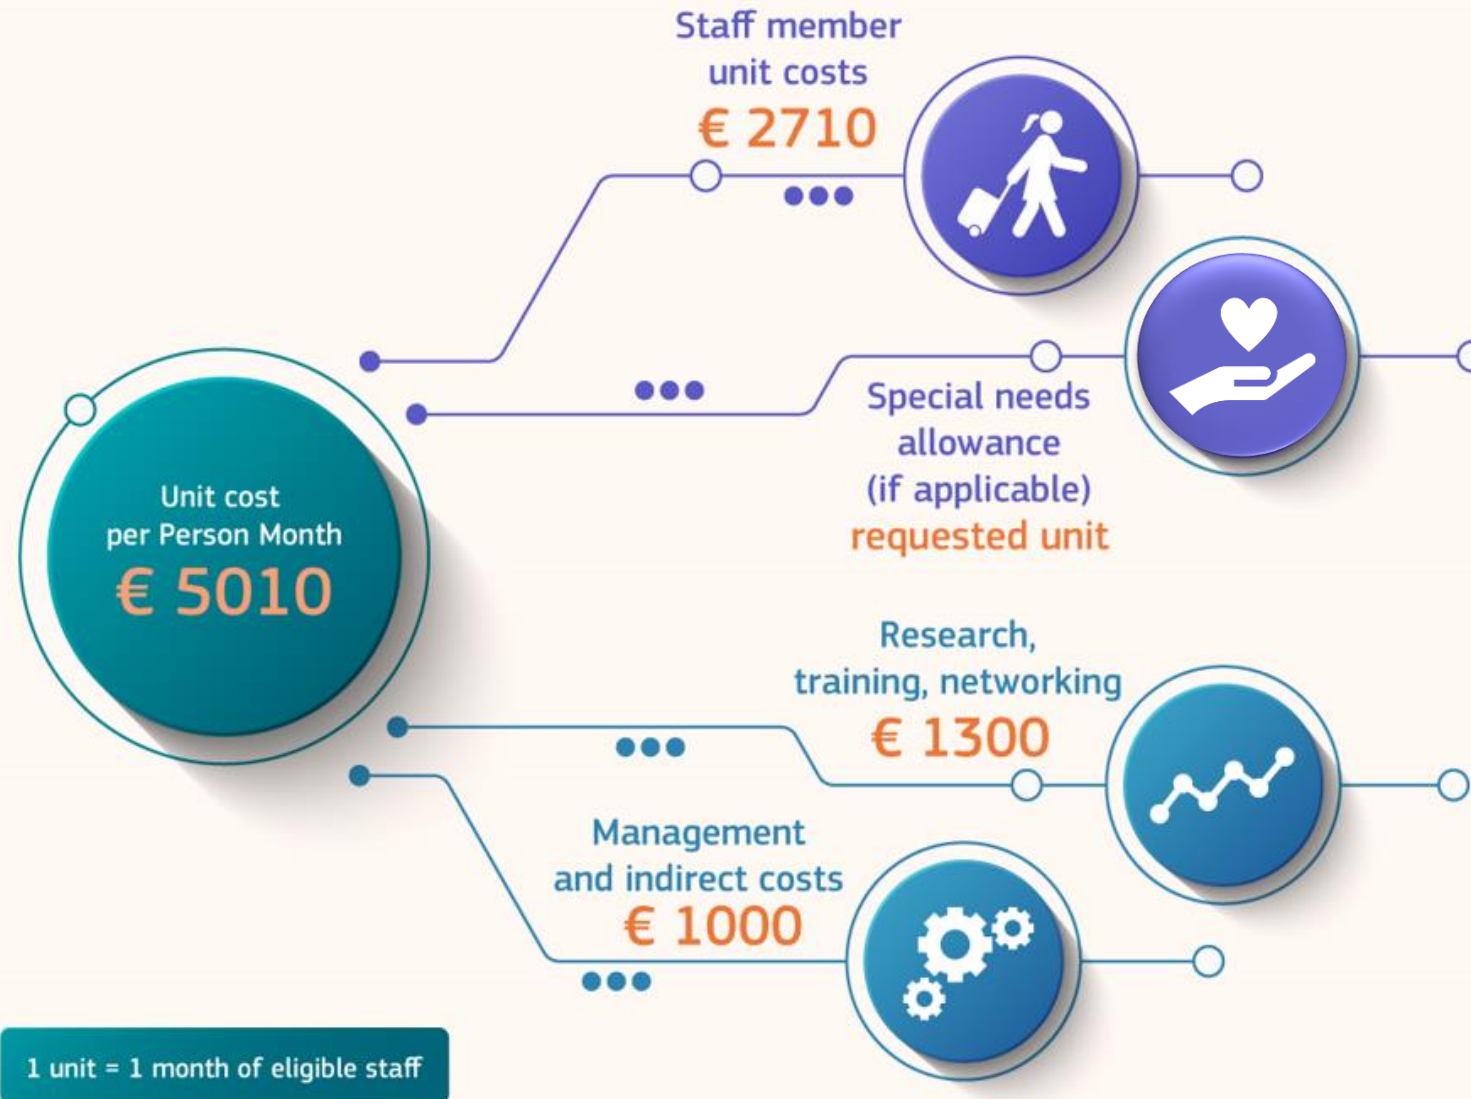 Staff member
unit costs
€ 2710
Special needs
allowance
(if applicable)
requested unit
Unit cost
per Person Month
€ 5010
Research,
training, networking
€ 1300
Management
and indirect costs
€ 1000
1 unit = 1 month of eligible staff